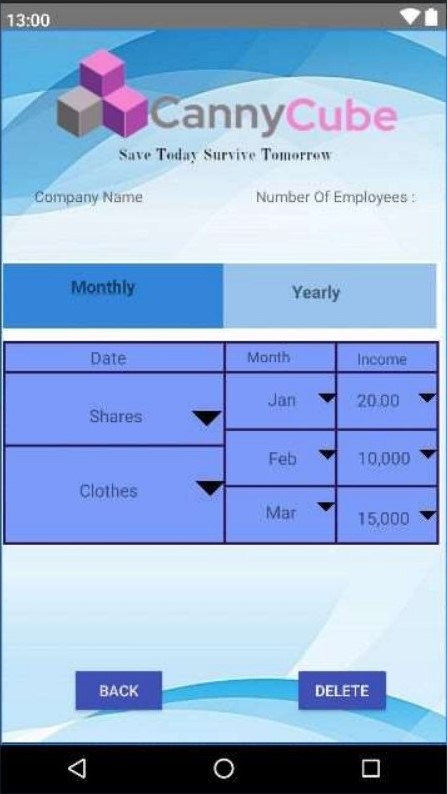 13:00
CannyCube
Save Today Survive Tomorrow
Company Name Number Of Employees :
Monthly Yearly
Date Month Income
Shares Jan 20.00
Feb 10,000
Clothes Mar 15,000
BACK DELETE